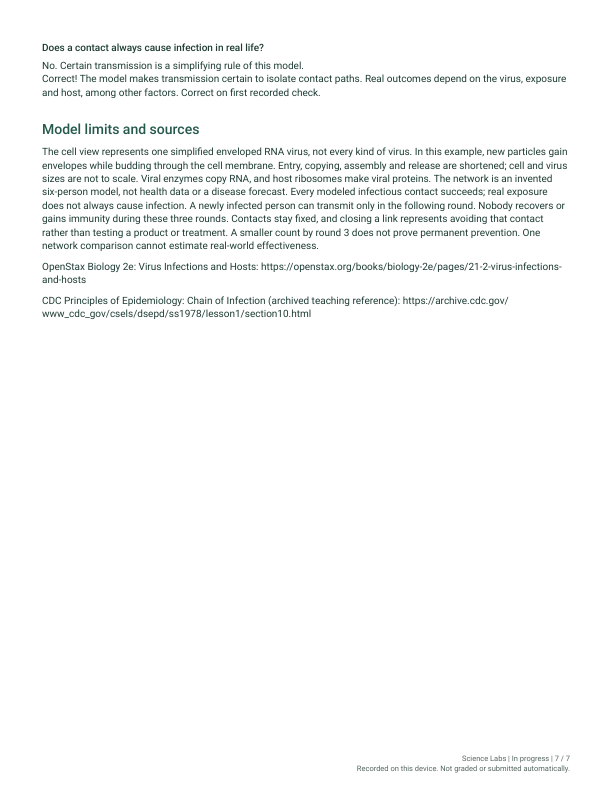 Does a contact always cause infection in real life?
No. Certain transmission is a simplifying rule of this model.
Correct! The model makes transmission certain to isolate contact paths. Real outcomes depend on the virus, exposure
and host, among other factors. Correct on first recorded check.
Model limits and sources
The cell view represents one simplified enveloped RNA virus, not every kind of virus. In this example, new particles gain
envelopes while budding through the cell membrane. Entry, copying, assembly and release are shortened; cell and virus
sizes are not to scale. Viral enzymes copy RNA, and host ribosomes make viral proteins. The network is an invented
six-person model, not health data or a disease forecast. Every modeled infectious contact succeeds; real exposure
does not always cause infection. A newly infected person can transmit only in the following round. Nobody recovers or
gains immunity during these three rounds. Contacts stay fixed, and closing a link represents avoiding that contact
rather than testing a product or treatment. A smaller count by round 3 does not prove permanent prevention. One
network comparison cannot estimate real-world effectiveness.
OpenStax Biology 2e: Virus Infections and Hosts: https://openstax.org/books/biology-2e/pages/21-2-virus-infections-
and-hosts
CDC Principles of Epidemiology: Chain of Infection (archived teaching reference): https://archive.cdc.gov/
www_cdc_gov/csels/dsepd/ss1978/lesson1/section10.html
Science Labs | In progress | 7 / 7
Recorded on this device. Not graded or submitted automatically.